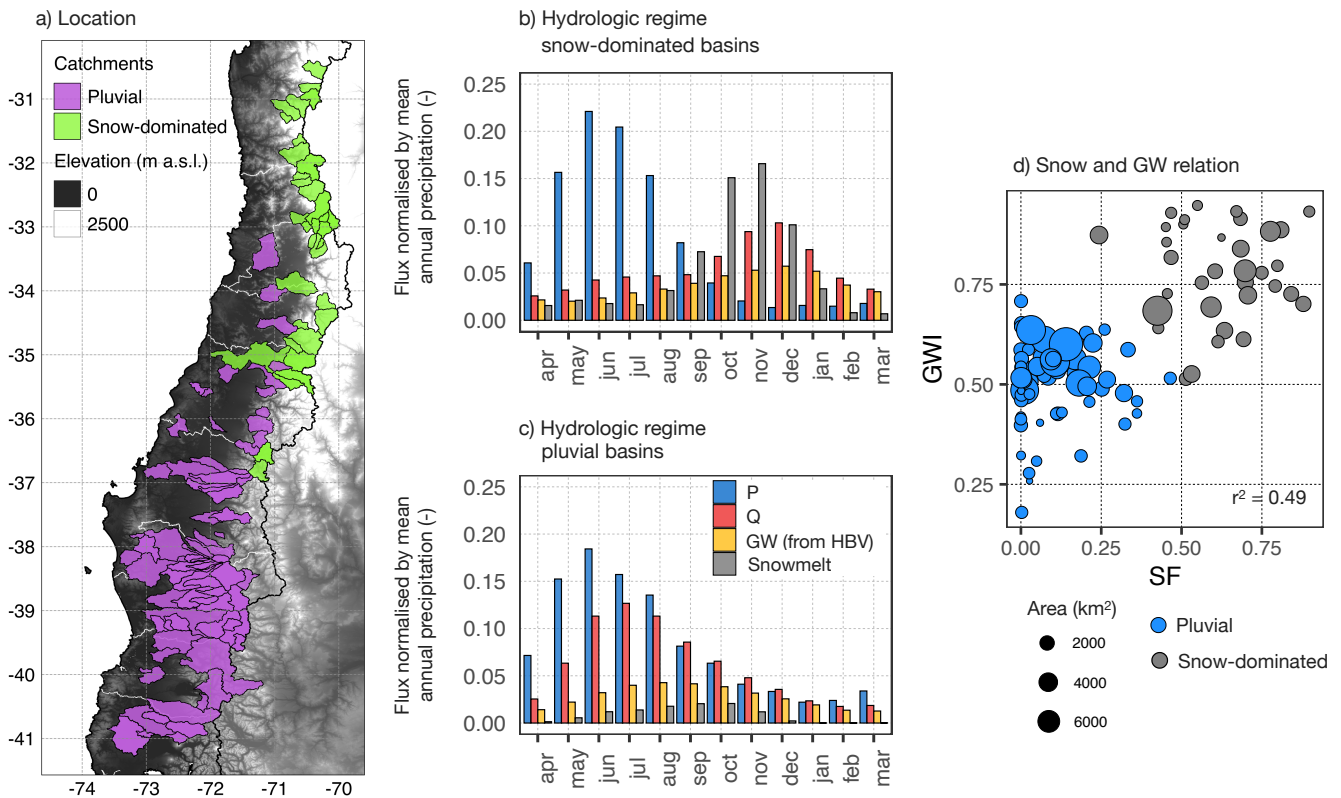 a) Location
Catchments
Pluvial
Snow-dominated
Elevation (m a.s.l.)
0
2500
-31
-32
-33
-34
-35
-36
-37
-38
-39
-40
-41
-74
-73
-72
-71
-70
b) Hydrologic regime
snow-dominated basins
Flux normalised by mean
annual precipitation (-)
0.25
0.20
0.15
0.10
0.05
0.00
apr
may
jun
jul
aug
sep
oct
nov
dec
jan
feb
mar
c) Hydrologic regime
pluvial basins
Flux normalised by mean
annual precipitation (-)
0.25
0.20
0.15
0.10
0.05
0.00
P
Q
GW (from HBV)
Snowmelt
apr
may
jun
jul
aug
sep
oct
nov
dec
jan
feb
mar
d) Snow and GW relation
GWI
0.75
0.50
0.25
r² = 0.49
0.00
0.25
0.50
0.75
SF
Area (km²)
2000
4000
6000
Pluvial
Snow-dominated